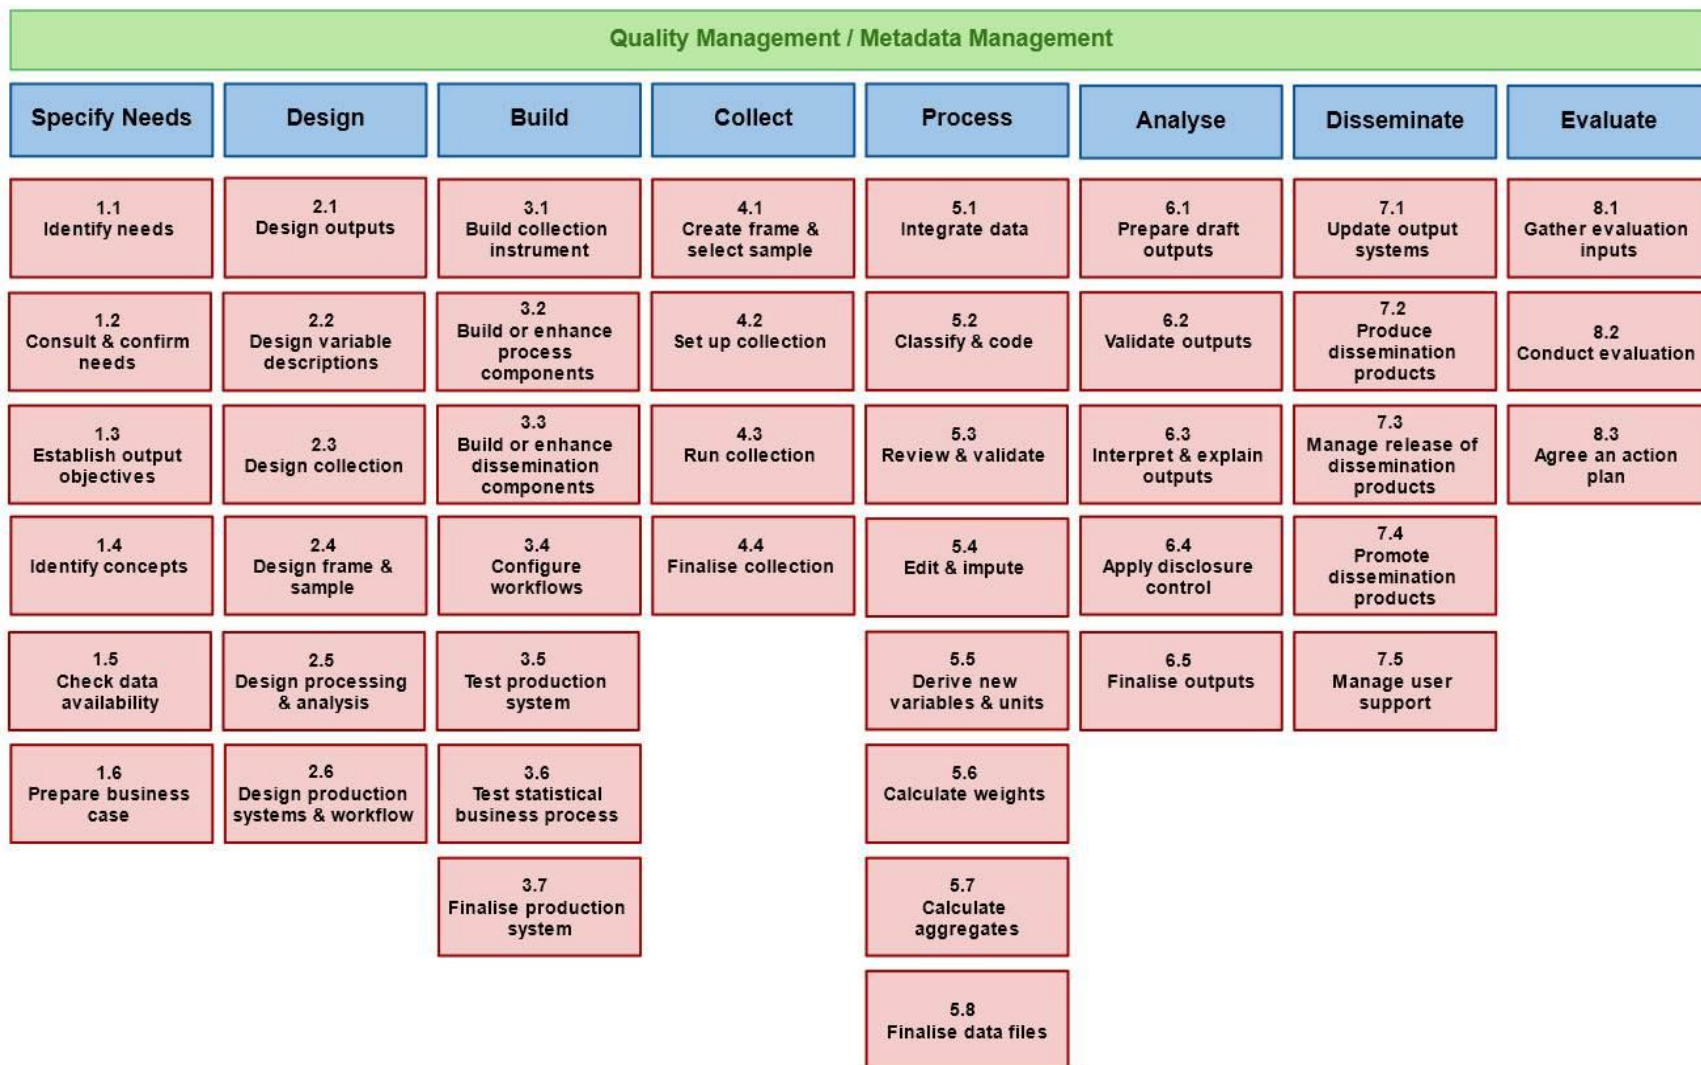 Quality Management / Metadata Management
Specify Needs
Design
Build
Collect
Process
Analyse
Disseminate
Evaluate
1.1
Identify needs
2.1
Design outputs
3.1
Build collection
instrument
4.1
Create frame &
select sample
5.1
Integrate data
6.1
Prepare draft
outputs
7.1
Update output
systems
8.1
Gather evaluation
inputs
1.2
Consult & confirm
needs
2.2
Design variable
descriptions
3.2
Build or enhance
process
components
4.2
Set up collection
5.2
Classify & code
6.2
Validate outputs
7.2
Produce
dissemination
products
8.2
Conduct evaluation
1.3
Establish output
objectives
2.3
Design collection
3.3
Build or enhance
dissemination
components
4.3
Run collection
5.3
Review & validate
6.3
Interpret & explain
outputs
7.3
Manage release of
dissemination
products
8.3
Agree an action
plan
1.4
Identify concepts
2.4
Design frame &
sample
3.4
Configure
workflows
4.4
Finalise collection
5.4
Edit & impute
6.4
Apply disclosure
control
7.4
Promote
dissemination
products
1.5
Check data
availability
2.5
Design processing
& analysis
3.5
Test production
system
5.5
Derive new
variables & units
6.5
Finalise outputs
7.5
Manage user
support
1.6
Prepare business
case
2.6
Design production
systems & workflow
3.6
Test statistical
business process
5.6
Calculate weights
3.7
Finalise production
system
5.7
Calculate
aggregates
5.8
Finalise data files